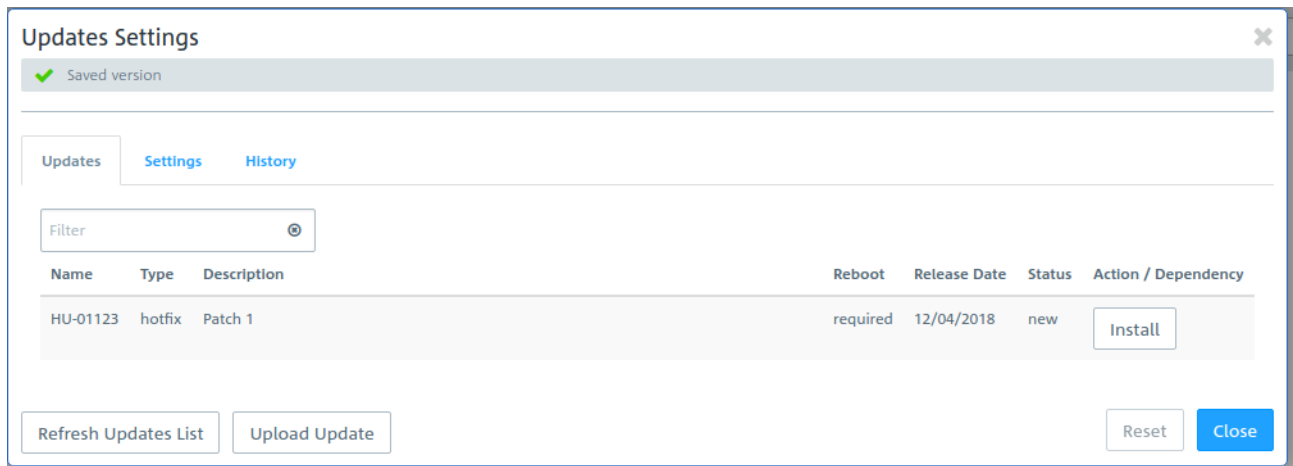 Updates Settings
Saved version
Updates Settings History
Filter
Name Type Description Reboot Release Date Status Action / Dependency
HU-01123 hotfix Patch 1 required 12/04/2018 new Install
Refresh Updates List Upload Update Reset Close